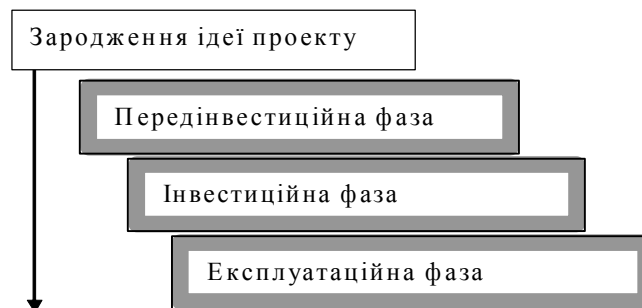 Зародження ідеї проекту
Передінвестиційна фаза
Інвестиційна фаза
Експлуатаційна фаза